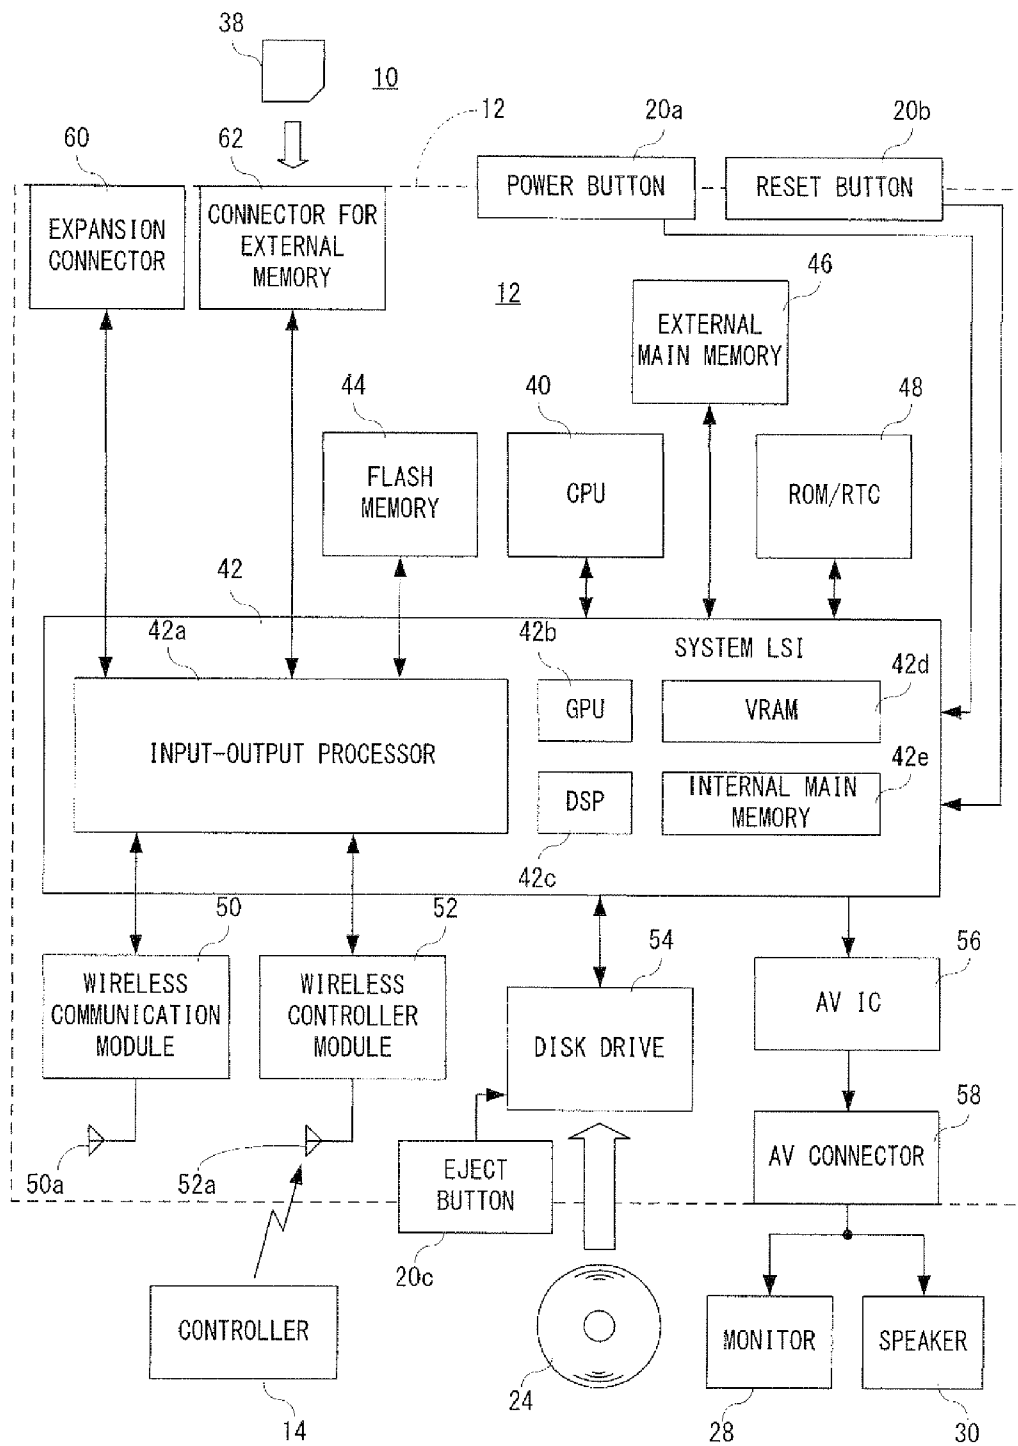 38
10
12
20a
20b
60
62
POWER BUTTON
RESET BUTTON
EXPANSION
CONNECTOR
CONNECTOR FOR
EXTERNAL
MEMORY
12
46
EXTERNAL
MAIN MEMORY
44
40
48
FLASH
MEMORY
CPU
ROM/RTC
42
42a
42b
SYSTEM LSI
42d
INPUT-OUTPUT PROCESSOR
GPU
VRAM
42e
DSP
INTERNAL MAIN
MEMORY
42c
50
52
54
56
WIRELESS
COMMUNICATION
MODULE
WIRELESS
CONTROLLER
MODULE
DISK DRIVE
AV IC
58
50a
52a
EJECT
BUTTON
AV CONNECTOR
20c
CONTROLLER
MONITOR
SPEAKER
14
24
28
30